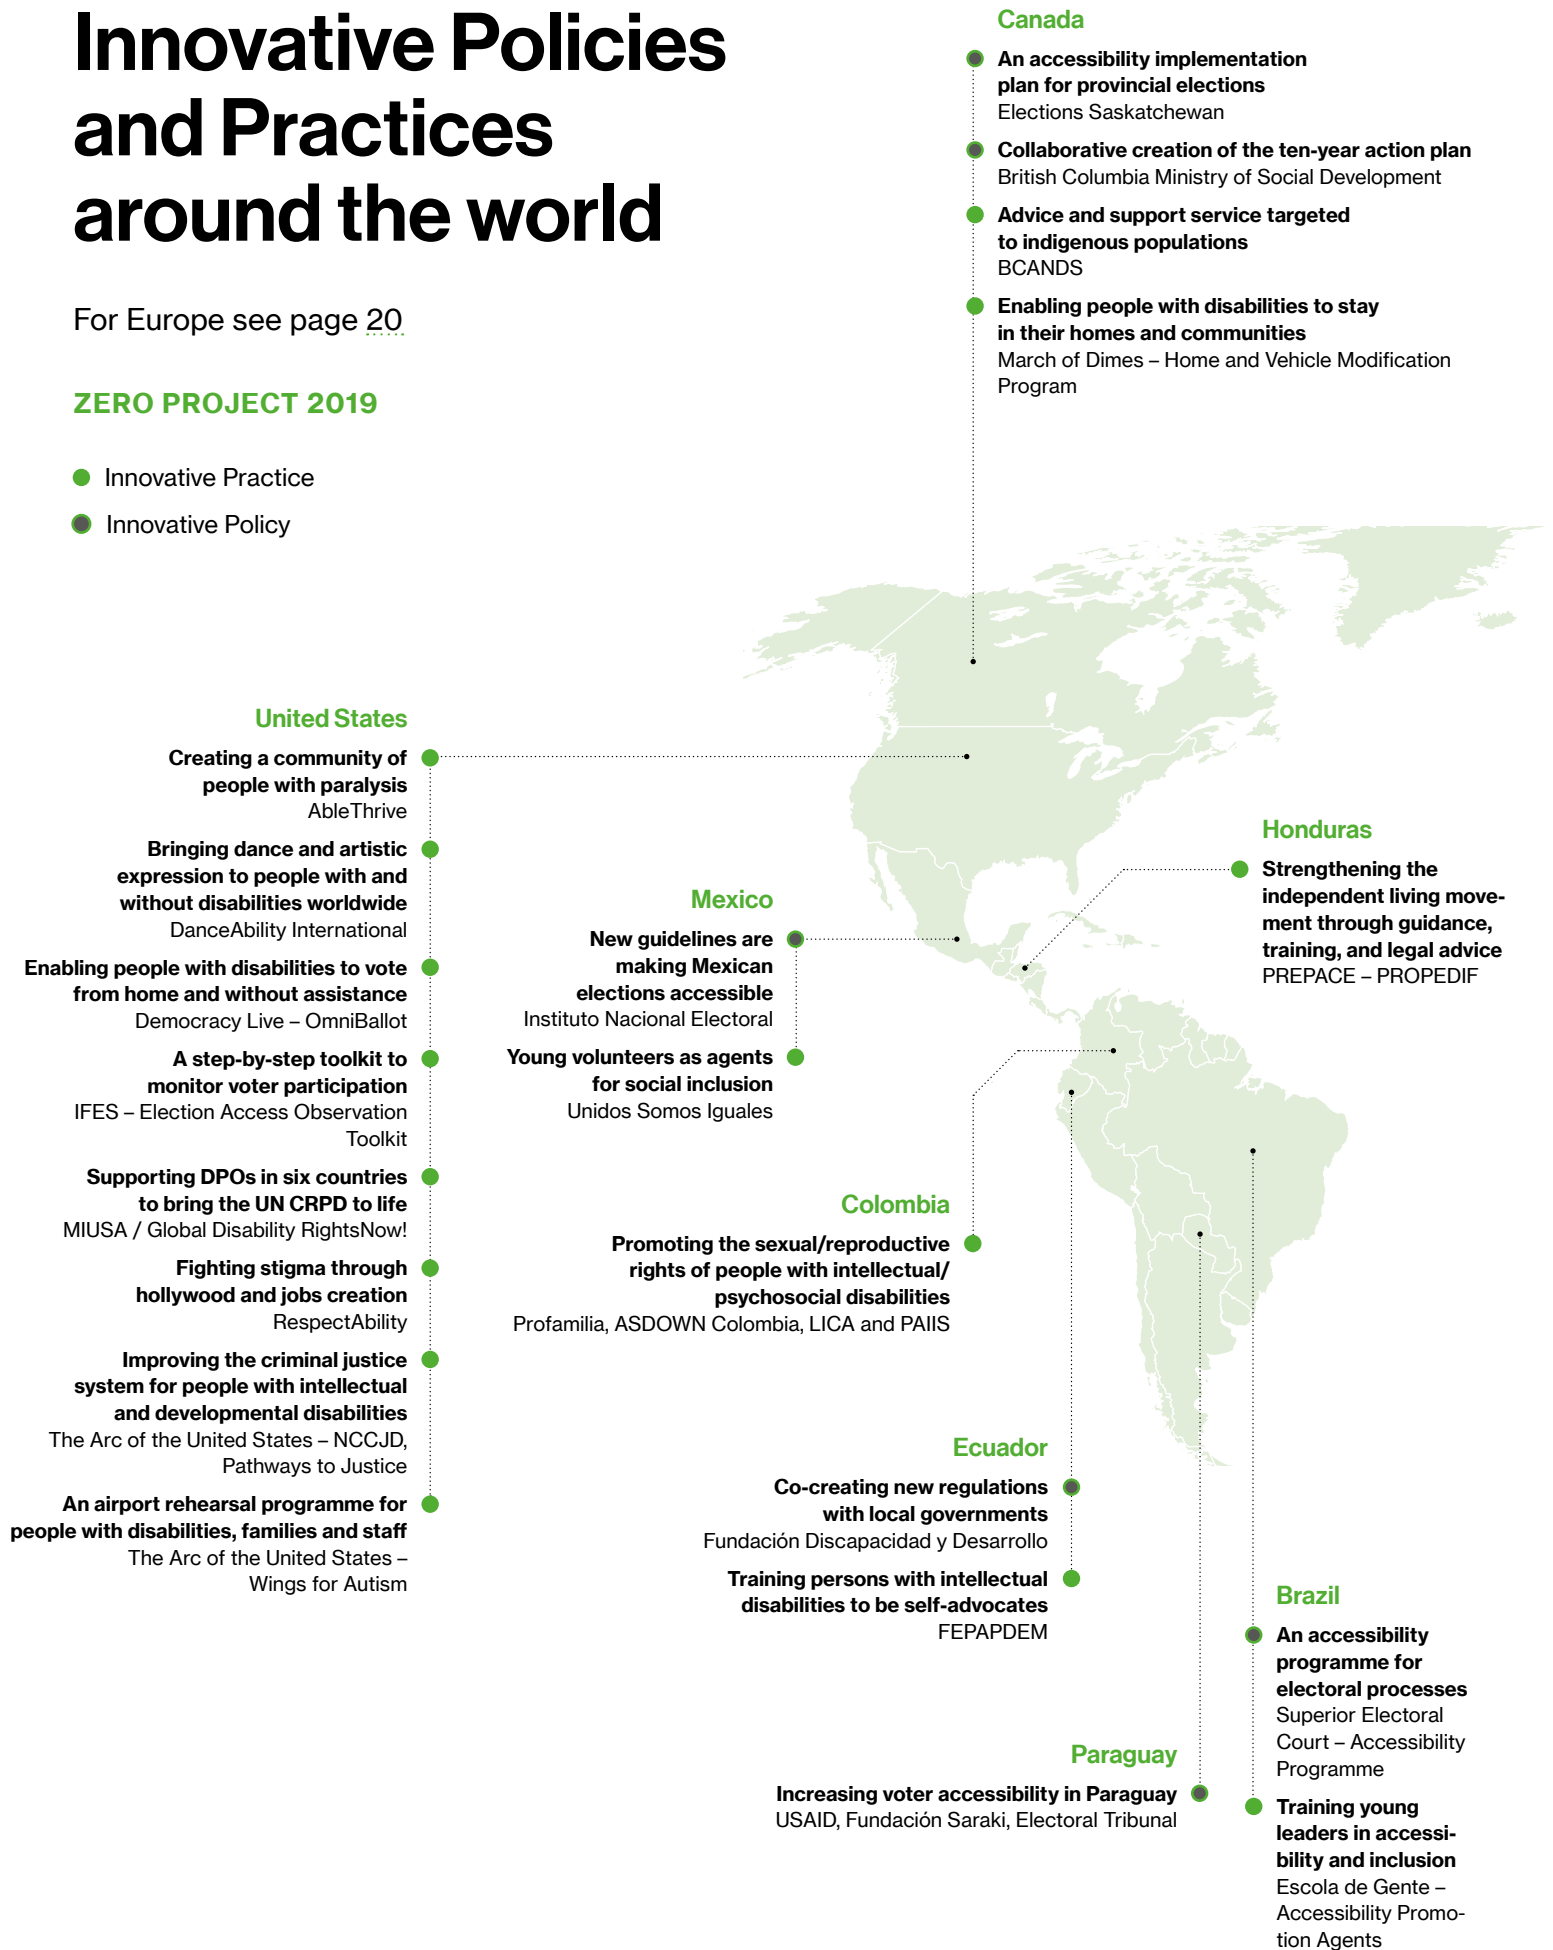 Innovative Policies
and Practices
around the world
For Europe see page 20
ZERO PROJECT 2019
Innovative Practice
Innovative Policy
Canada
An accessibility implementation
plan for provincial elections
Elections Saskatchewan
Collaborative creation of the ten-year action plan
British Columbia Ministry of Social Development
Advice and support service targeted
to indigenous populations
BCANDS
Enabling people with disabilities to stay
in their homes and communities
March of Dimes – Home and Vehicle Modification
Program
United States
Creating a community of
people with paralysis
AbleThrive
Bringing dance and artistic
expression to people with and
without disabilities worldwide
DanceAbility International
Enabling people with disabilities to vote
from home and without assistance
Democracy Live – OmniBallot
A step-by-step toolkit to
monitor voter participation
IFES – Election Access Observation
Toolkit
Supporting DPOs in six countries
to bring the UN CRPD to life
MIUSA / Global Disability RightsNow!
Fighting stigma through
hollywood and jobs creation
RespectAbility
Improving the criminal justice
system for people with intellectual
and developmental disabilities
The Arc of the United States – NCCJD,
Pathways to Justice
An airport rehearsal programme for
people with disabilities, families and staff
The Arc of the United States –
Wings for Autism
Mexico
New guidelines are
making Mexican
elections accessible
Instituto Nacional Electoral
Young volunteers as agents
for social inclusion
Unidos Somos Iguales
Honduras
Strengthening the
independent living move-
ment through guidance,
training, and legal advice
PREPACE – PROPEDIF
Colombia
Promoting the sexual/reproductive
rights of people with intellectual/
psychosocial disabilities
Profamilia, ASDOWN Colombia, LICA and PAIIS
Ecuador
Co-creating new regulations
with local governments
Fundación Discapacidad y Desarrollo
Training persons with intellectual
disabilities to be self-advocates
FEPAPDEM
Paraguay
Increasing voter accessibility in Paraguay
USAID, Fundación Saraki, Electoral Tribunal
Brazil
An accessibility
programme for
electoral processes
Superior Electoral
Court – Accessibility
Programme
Training young
leaders in accessi-
bility and inclusion
Escola de Gente –
Accessibility Promo-
tion Agents